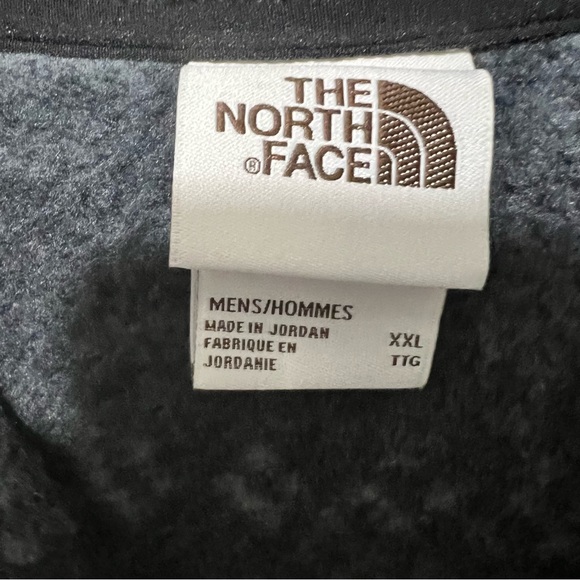 THE
NORTH
®FACE
MENS/HOMMES
MADE IN JORDAN XXL
FABRIQUE EN TTG
JORDANIE